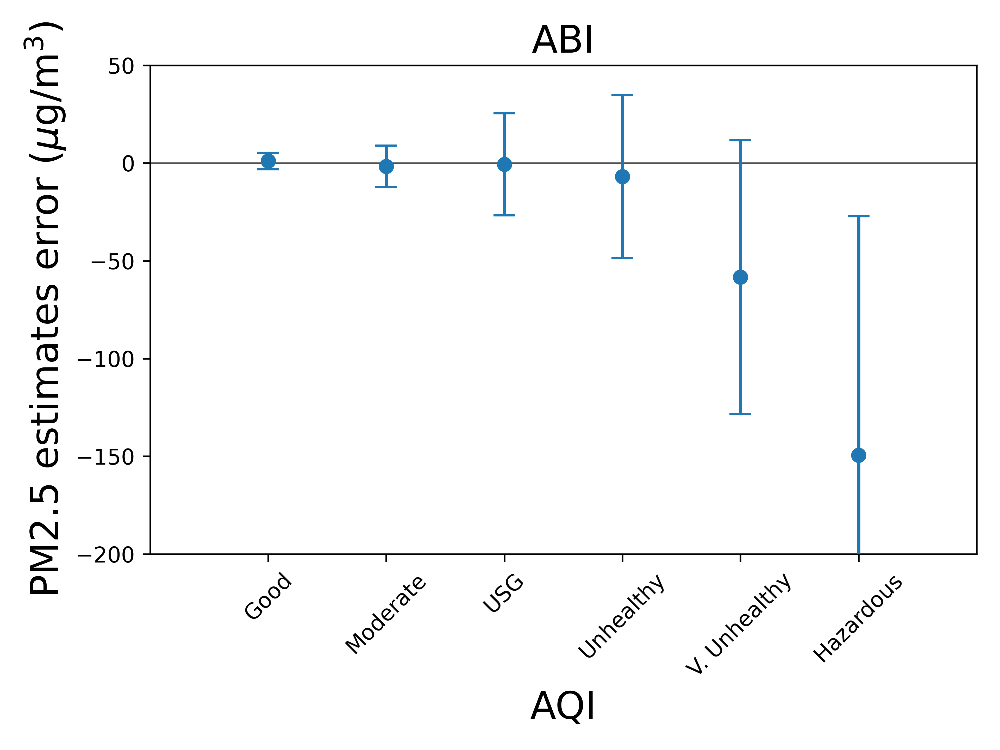 ABI
PM2.5 estimates error (μg/m³)
50
0
−50
−100
−150
−200
Good
Moderate
USG
Unhealthy
V. Unhealthy
Hazardous
AQI